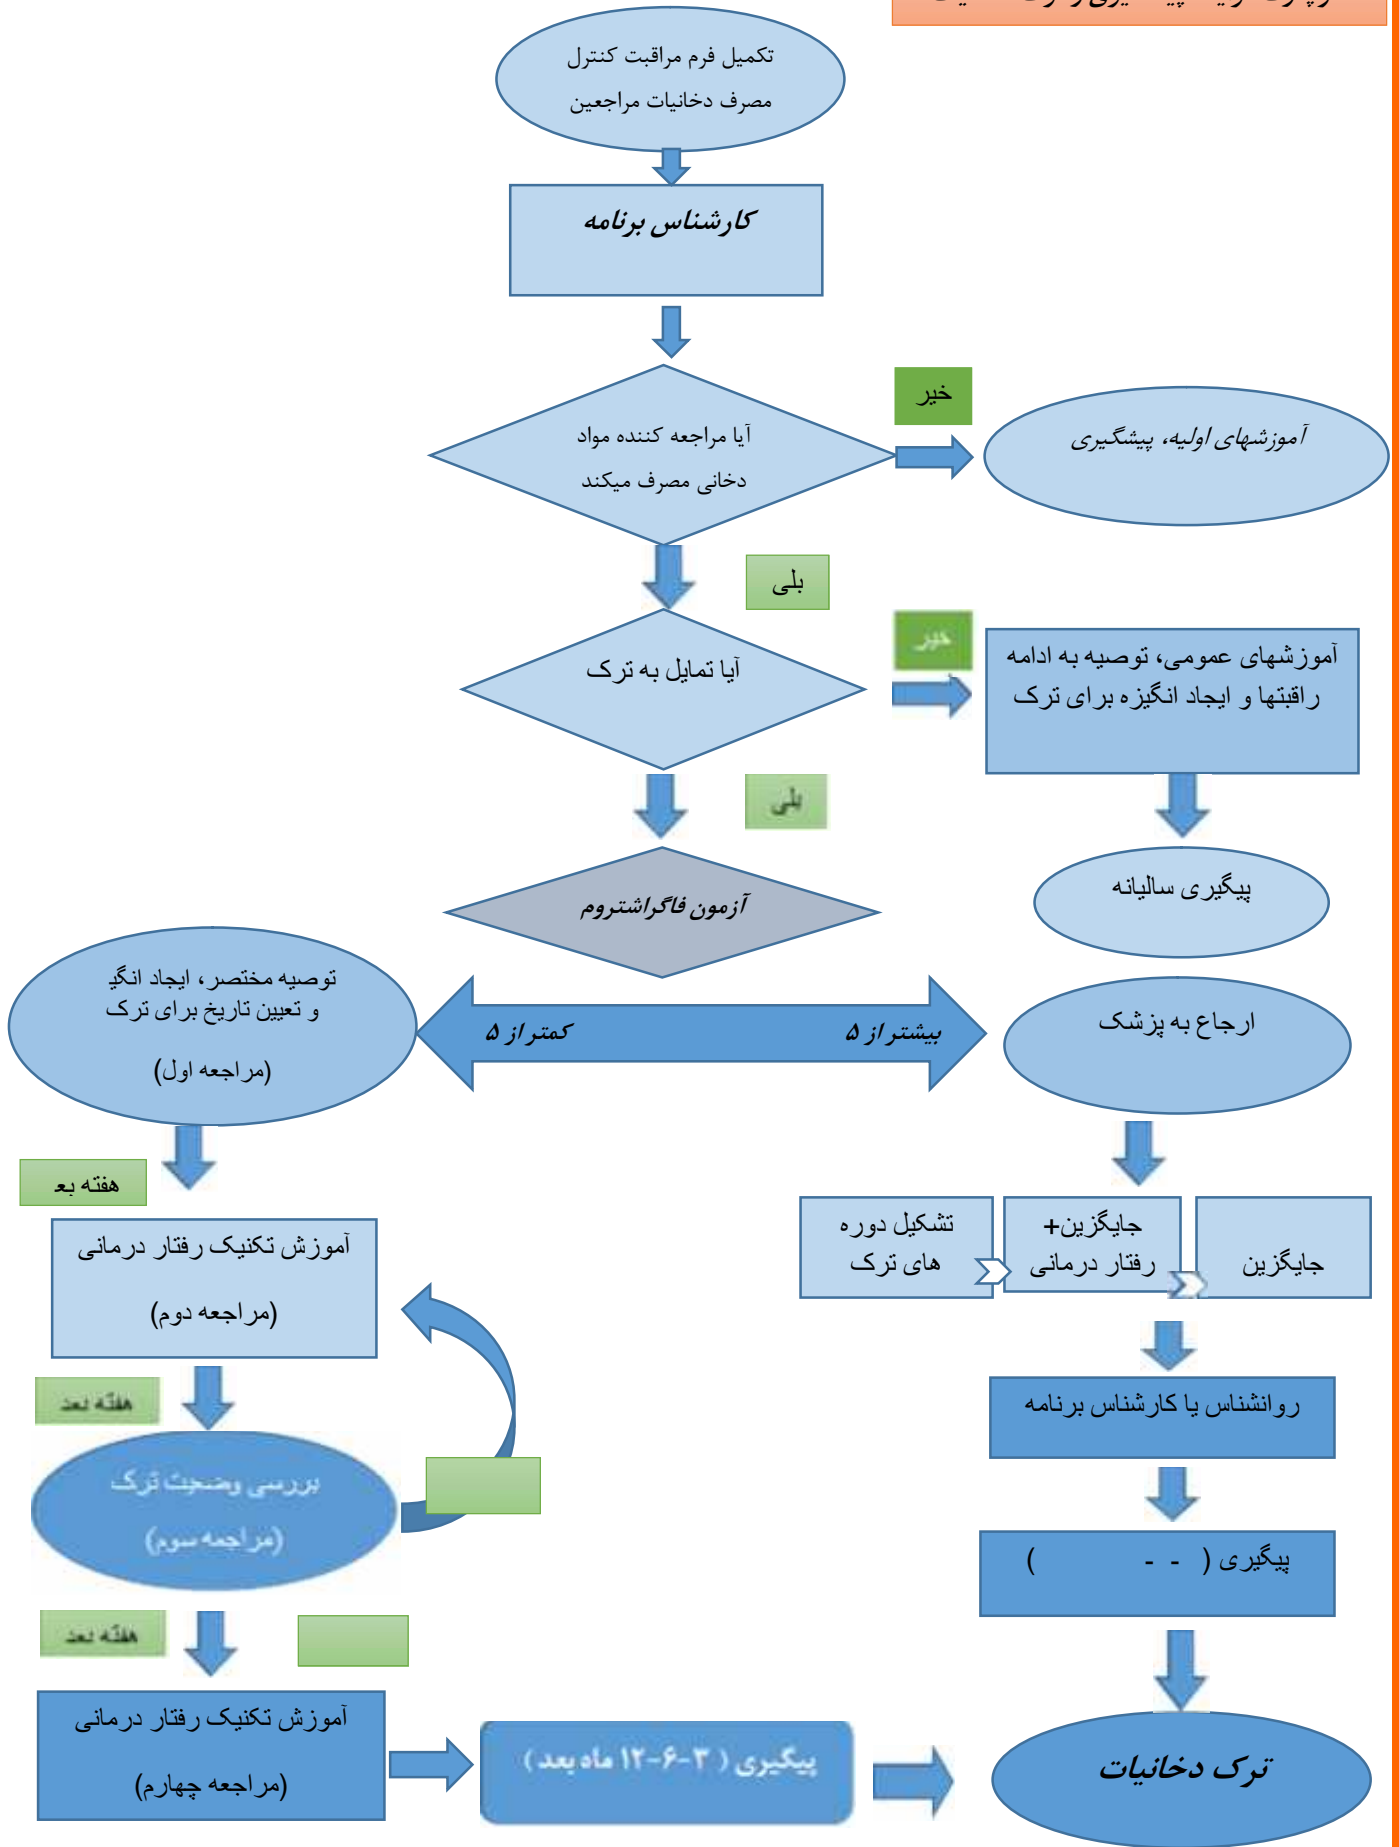 تکمیل فرم مراقبت کنترل
مصرف دخانیات مراجعین
کارشناس برنامه
آیا مراجعه کننده مواد
دخانی مصرف میکند
خیر
آموزشهای اولیه، پیشگیری
بلی
آیا تمایل به ترک
خیر
آموزشهای عمومی، توصیه به ادامه
راقبتها و ایجاد انگیزه برای ترک
بلی
پیگیری سالیانه
آزمون فاگراشتروم
بیشتر از ۵
کمتر از ۵
ارجاع به پزشک
توصیه مختصر، ایجاد انگیـ
و تعیین تاریخ برای ترک
(مراجعه اول)
هفته بعـ
جایگزین
جایگزین+
رفتار درمانی
تشکیل دوره
های ترک
آموزش تکنیک رفتار درمانی
(مراجعه دوم)
هفته بعد
روانشناس یا کارشناس برنامه
بررسی وضعیت ترک
(مراجعه سوم)
پیگیری ( - - )
هفته بعد
آموزش تکنیک رفتار درمانی
(مراجعه چهارم)
پیگیری ( ۳-۶-۱۲ ماه بعد )
ترک دخانیات